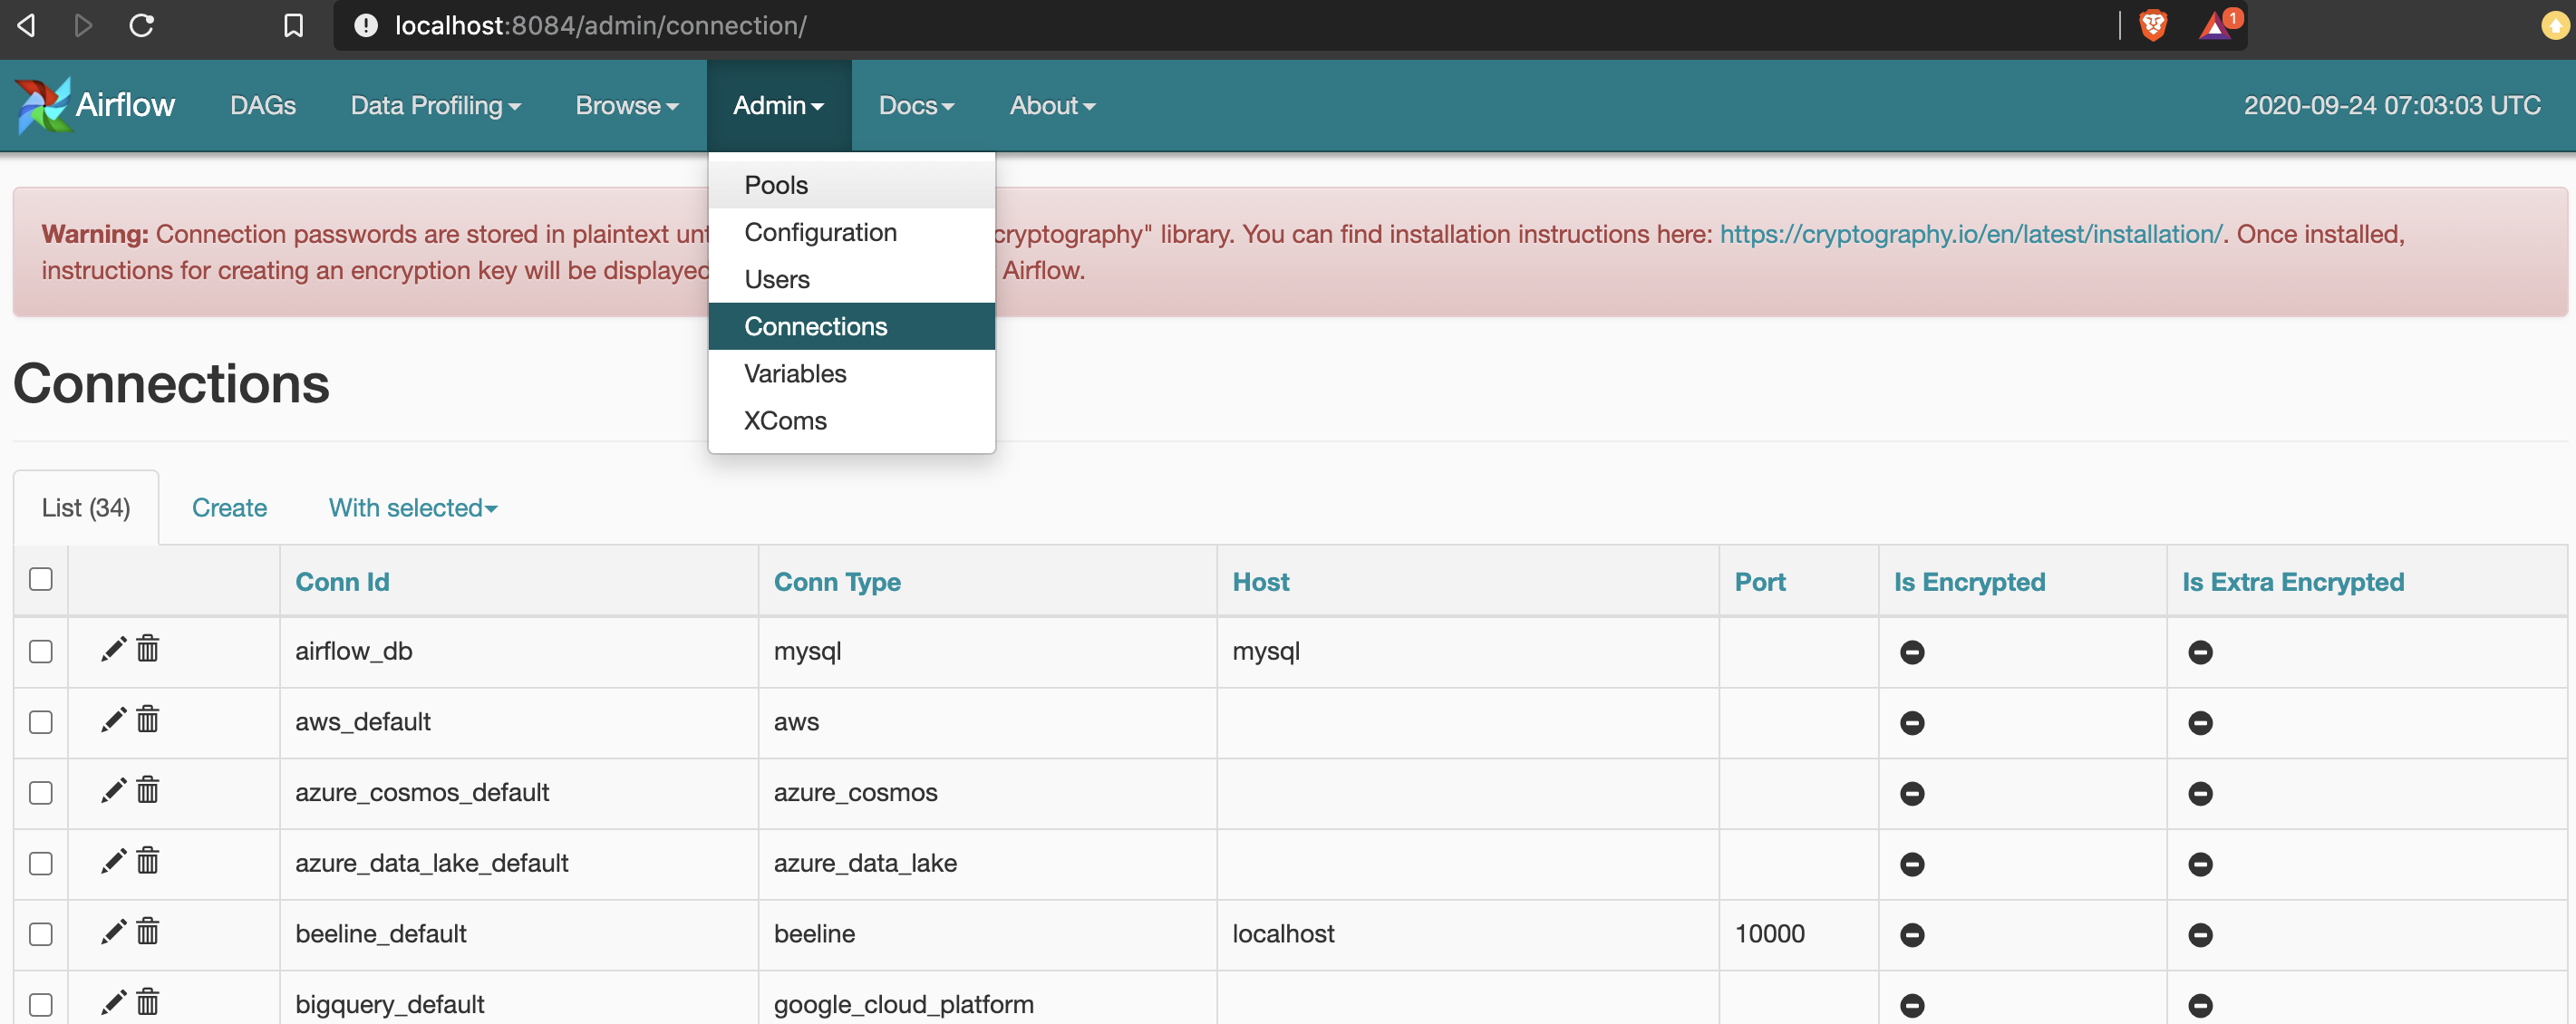 localhost:8084/admin/connection/
1
Airflow DAGs Data Profiling Browse Admin Docs About 2020-09-24 07:03:03 UTC
Pools
Configuration
Users
Connections
Variables
XComs
Warning: Connection passwords are stored in plaintext cryptography" library. You can find installation instructions here: https://cryptography.io/en/latest/installation/. Once installed,
instructions for creating an encryption key will be displayed Airflow.
Connections
List (34) Create With selected
Conn Id Conn Type Host Port Is Encrypted Is Extra Encrypted
airflow_db mysql mysql
aws_default aws
azure_cosmos_default azure_cosmos
azure_data_lake_default azure_data_lake
beeline_default beeline localhost 10000
bigquery_default google_cloud_platform